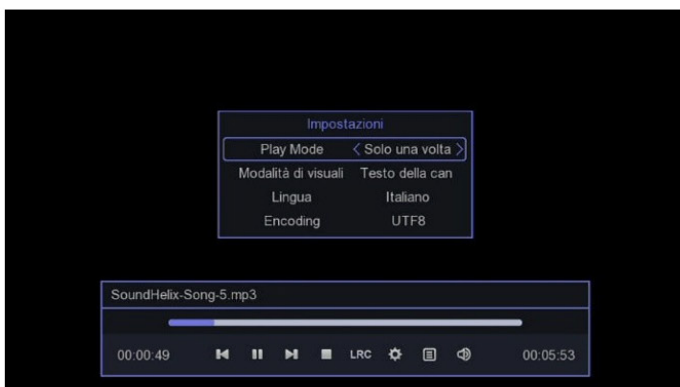 Impostazioni
Play Mode < Solo una volta >
Modalità di visuali Testo della can
Lingua Italiano
Encoding UTF8
SoundHelix-Song-5.mp3
00:00:49 LRC 00:05:53